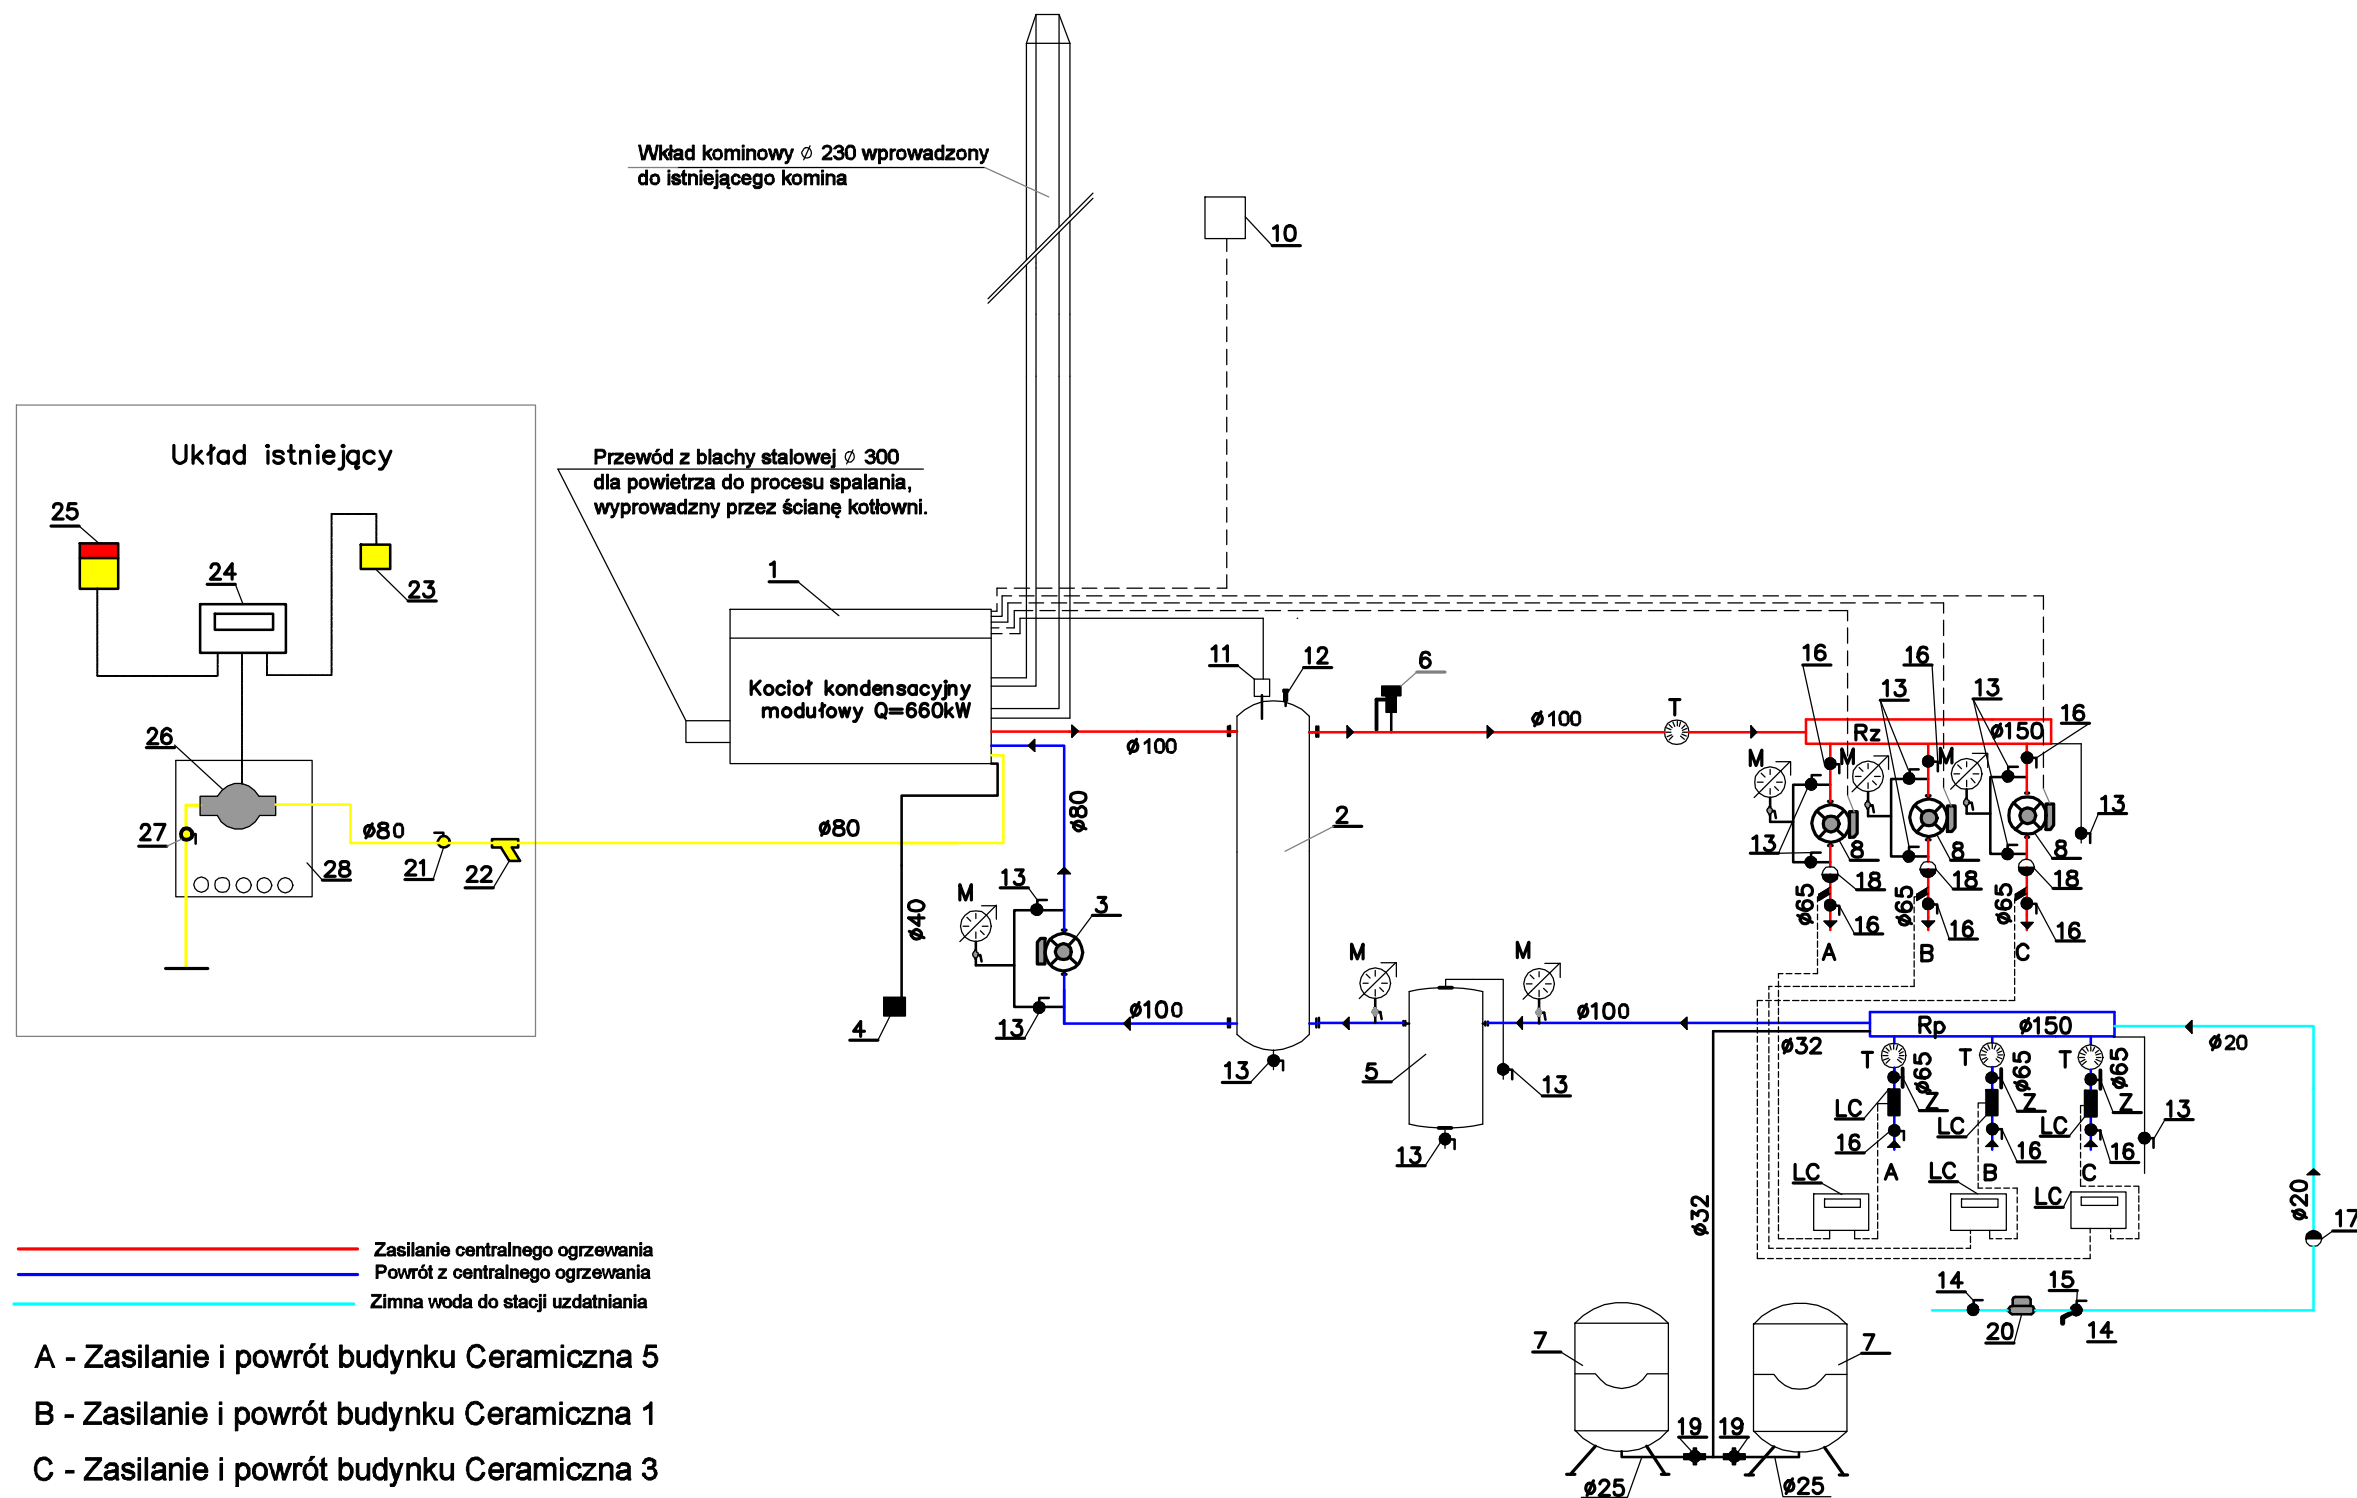 Wkład kominowy ∅ 230 wprowadzony
do istniejącego komina
10
Układ istniejący
25
24
23
26
27
28
ø80
21
22
Przewód z blachy stalowej ∅ 300
dla powietrza do procesu spalania,
wyprowadzny przez ścianę kotłowni.
1
Kocioł kondensacyjny
modułowy Q=660kW
ø80
ø40
4
ø100
ø80
M
13
3
13
ø100
11
12
2
13
6
ø100
T
M
5
13
13
M
ø100
16
16
13
13
16
Rz
ø150
M
M
M
13
13
8
8
8
18
18
18
ø65
ø65
ø65
16
16
16
A
B
C
Rp
ø150
ø32
ø20
T
T
T
ø65
ø65
ø65
LC
Z
LC
Z
LC
Z
13
16
16
16
A
B
C
LC
LC
LC
ø32
ø20
17
14
20
15
14
7
7
19
19
ø25
ø25
Zasilanie centralnego ogrzewania
Powrót z centralnego ogrzewania
Zimna woda do stacji uzdatniania
A - Zasilanie i powrót budynku Ceramiczna 5
B - Zasilanie i powrót budynku Ceramiczna 1
C - Zasilanie i powrót budynku Ceramiczna 3